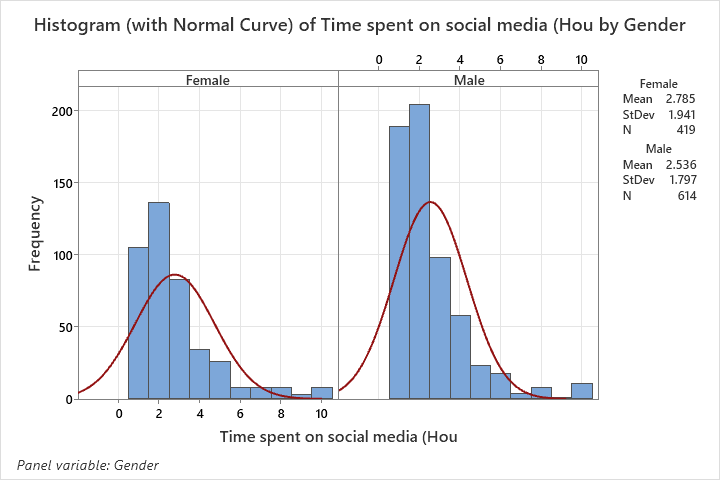 Histogram (with Normal Curve) of Time spent on social media (Hou by Gender
0 2 4 6 8 10
Female Male
Female
Mean 2.785
StDev 1.941
N 419
Male
Mean 2.536
StDev 1.797
N 614
Frequency
200
150
100
50
0
0 2 4 6 8 10
Time spent on social media (Hou
Panel variable: Gender